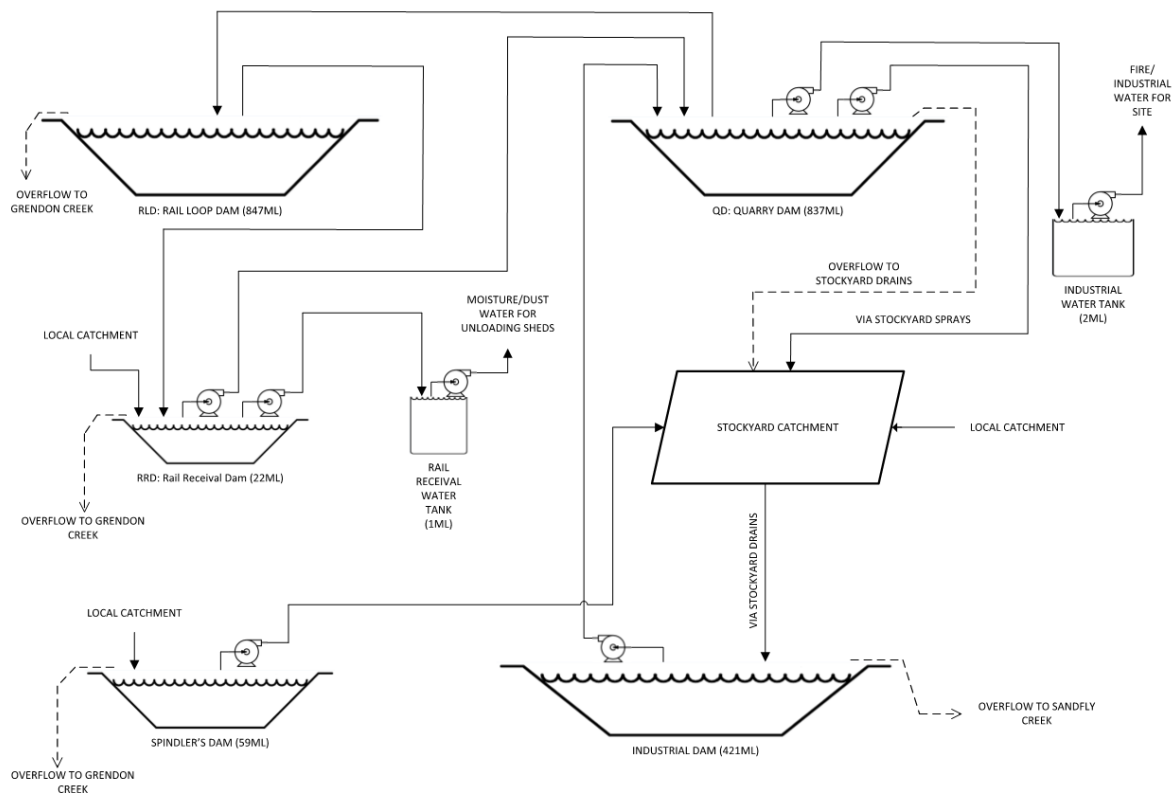 FIRE/
INDUSTRIAL
WATER FOR
SITE
OVERFLOW TO
GRENDON CREEK
RLD: RAIL LOOP DAM (847ML)
QD: QUARRY DAM (837ML)
OVERFLOW TO
STOCKYARD DRAINS
INDUSTRIAL
WATER TANK
(2ML)
MOISTURE/DUST
WATER FOR
UNLOADING SHEDS
VIA STOCKYARD SPRAYS
LOCAL CATCHMENT
STOCKYARD CATCHMENT
LOCAL CATCHMENT
RRD: Rail Receival Dam (22ML)
RAIL
RECEIVAL
WATER
TANK
(1ML)
OVERFLOW TO GRENDON
CREEK
VIA STOCKYARD DRAINS
LOCAL CATCHMENT
OVERFLOW TO SANDFLY
CREEK
SPINDLER'S DAM (59ML)
INDUSTRIAL DAM (421ML)
OVERFLOW TO GRENDON
CREEK